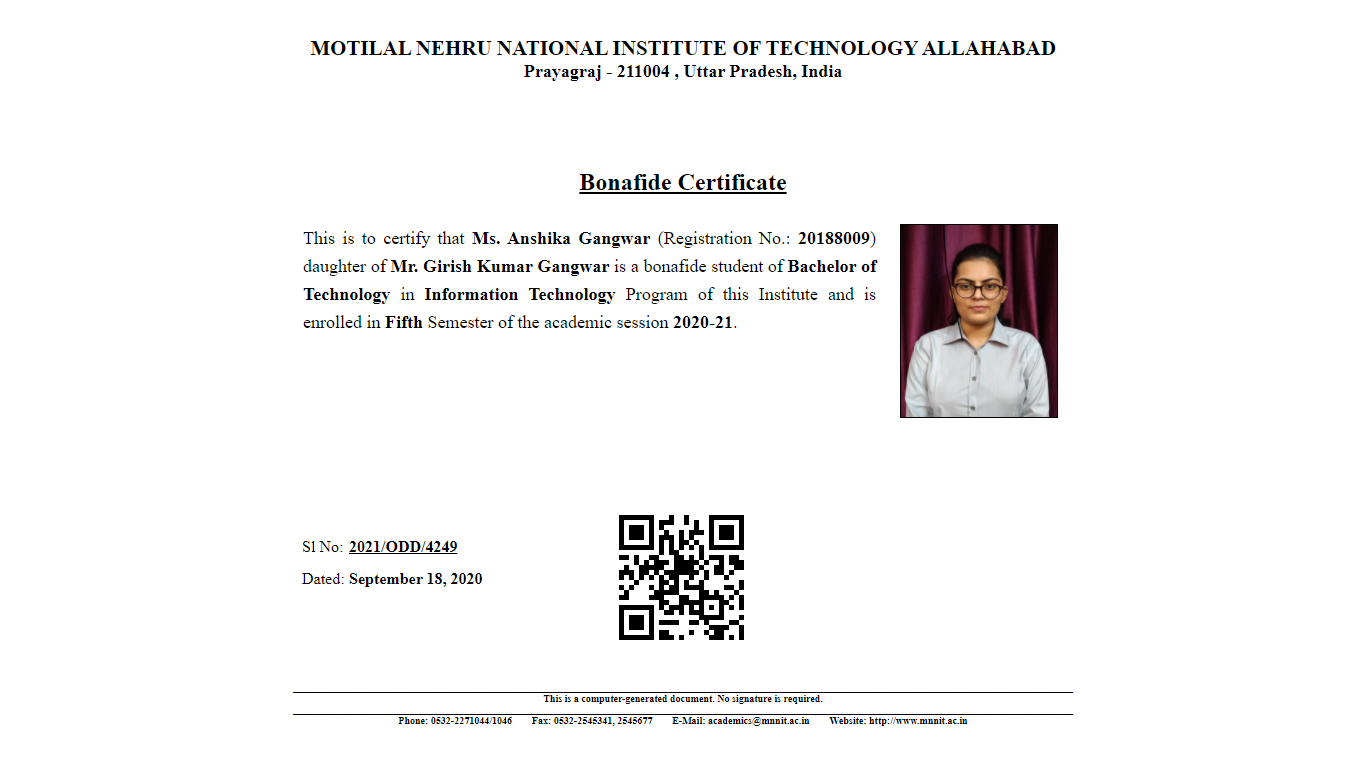 MOTILAL NEHRU NATIONAL INSTITUTE OF TECHNOLOGY ALLAHABAD
Prayagraj - 211004 , Uttar Pradesh, India
Bonafide Certificate
This is to certify that Ms. Anshika Gangwar (Registration No.: 20188009)
daughter of Mr. Girish Kumar Gangwar is a bonafide student of Bachelor of
Technology in Information Technology Program of this Institute and is
enrolled in Fifth Semester of the academic session 2020-21.
Sl No: 2021/ODD/4249
Dated: September 18, 2020
This is a computer-generated document. No signature is required.
Phone: 0532-2271044/1046 Fax: 0532-2545341, 2545677 E-Mail: academics@mnnit.ac.in Website: http://www.mnnit.ac.in